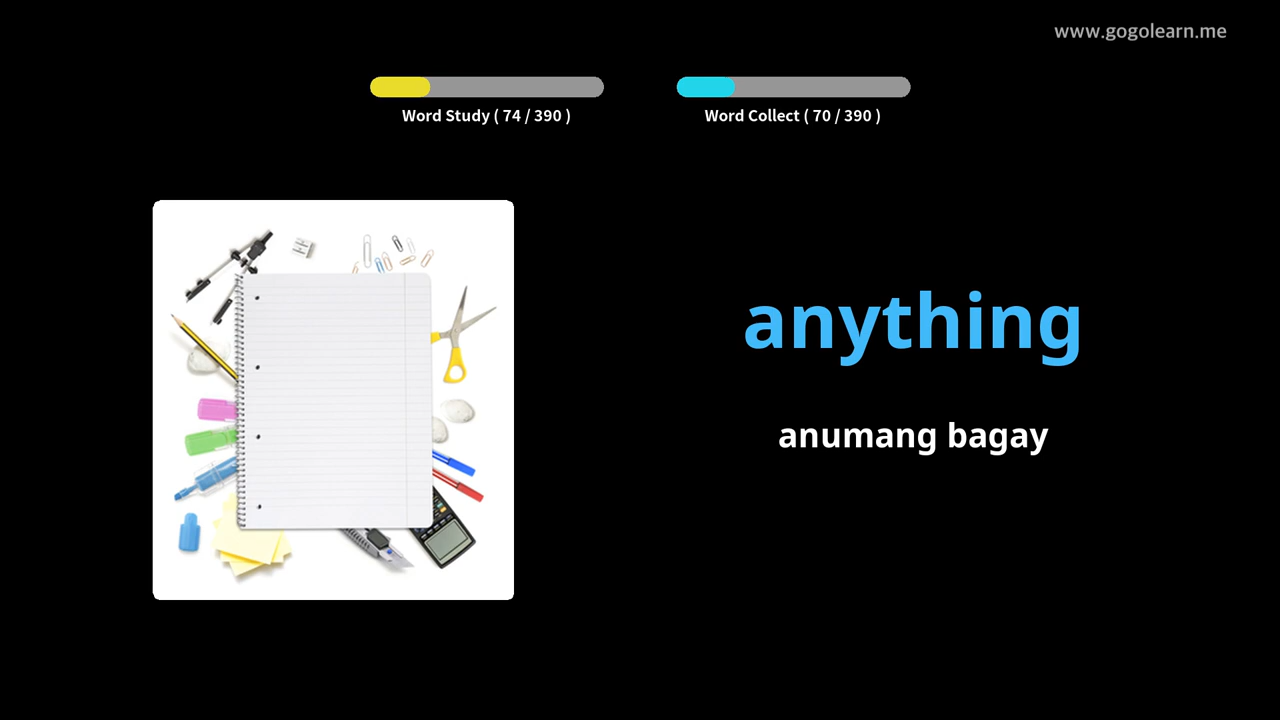 www.gogolearn.me
Word Study ( 74 / 390 )
Word Collect ( 70 / 390 )
anything
anumang bagay